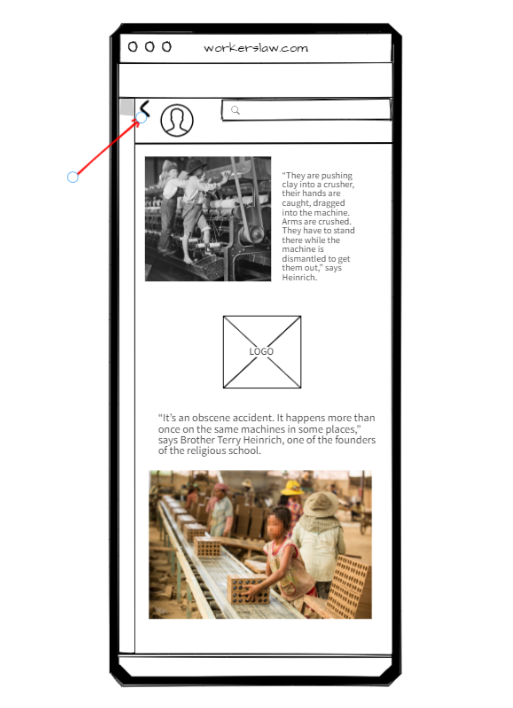 workerslaw.com
“They are pushing
clay into a crusher,
their hands are
caught, dragged
into the machine.
Arms are crushed.
They have to stand
there while the
machine is
dismantled to get
them out,” says
Heinrich.
LOGO
“It’s an obscene accident. It happens more than
once on the same machines in some places,”
says Brother Terry Heinrich, one of the founders
of the religious school.